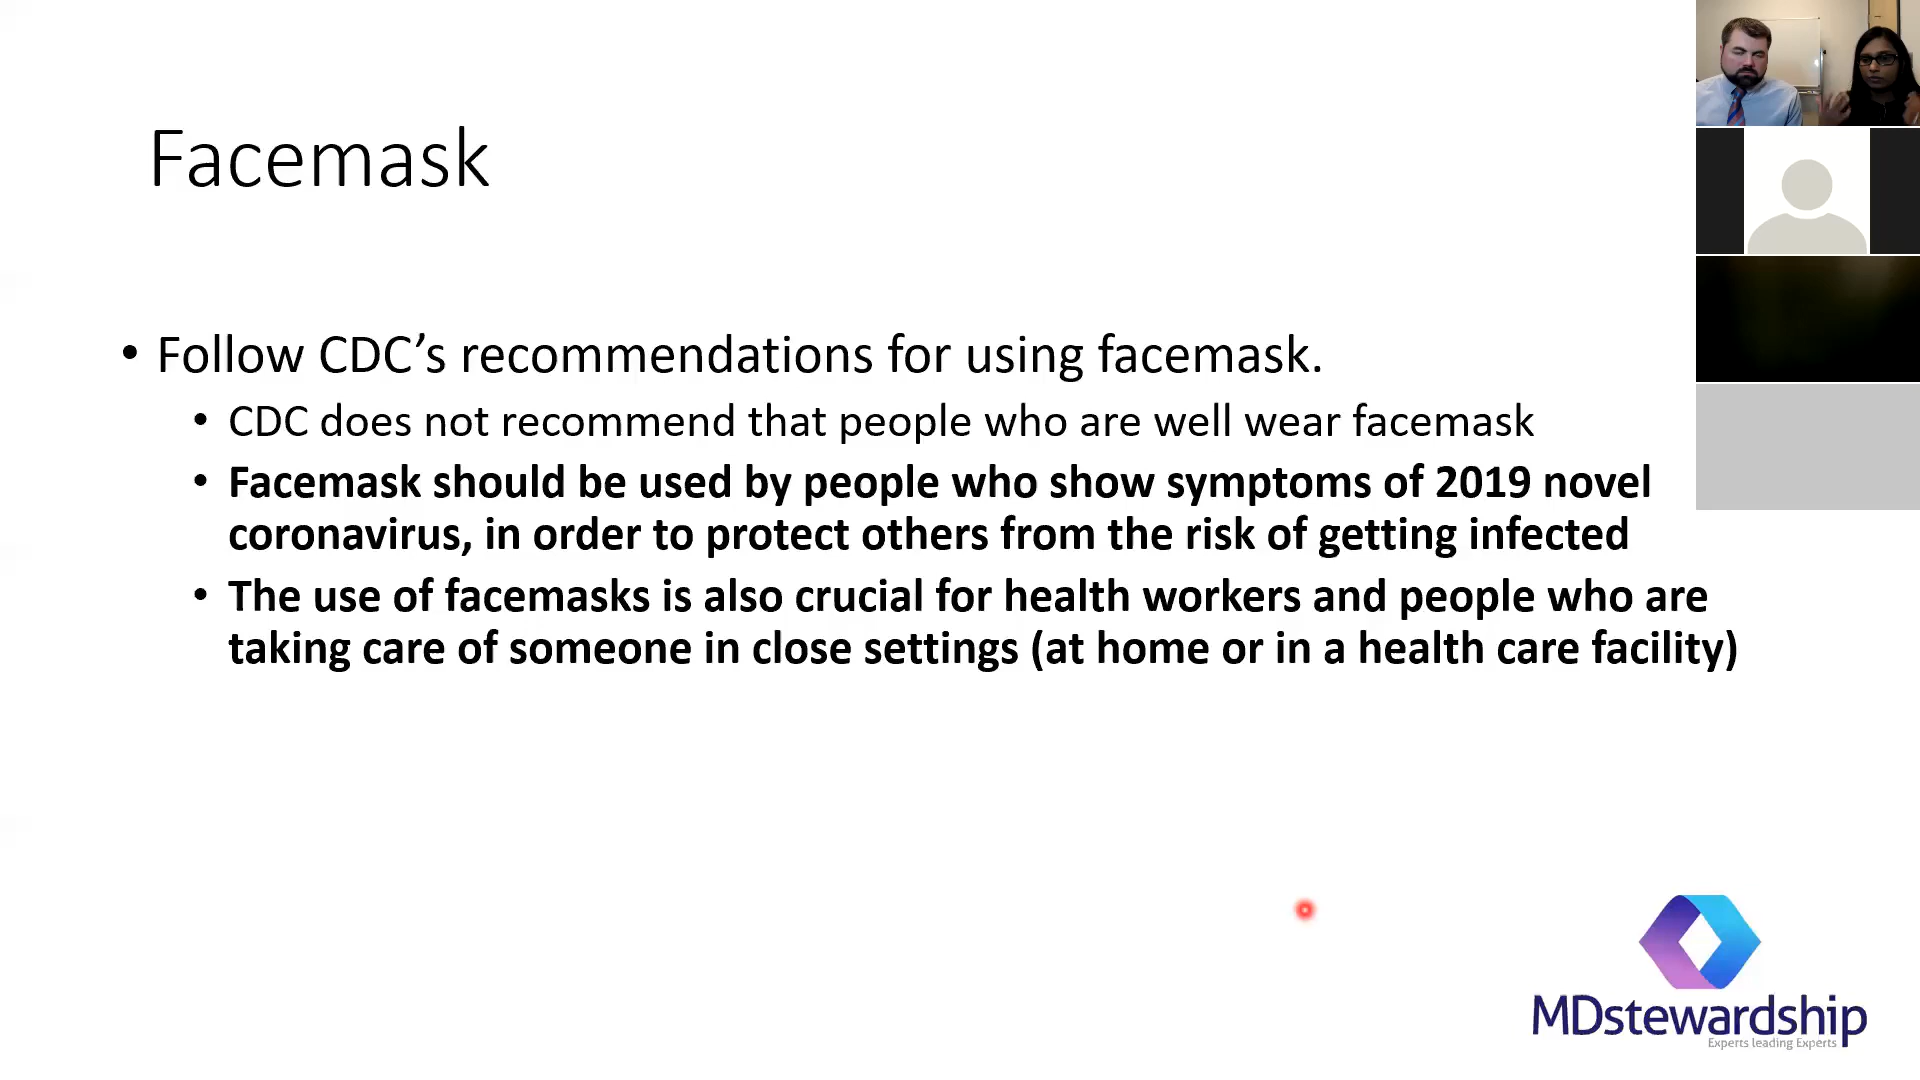 Facemask
• Follow CDC’s recommendations for using facemask.
• CDC does not recommend that people who are well wear facemask
• Facemask should be used by people who show symptoms of 2019 novel
coronavirus, in order to protect others from the risk of getting infected
• The use of facemasks is also crucial for health workers and people who are
taking care of someone in close settings (at home or in a health care facility)
MDstewardship
Experts leading Experts